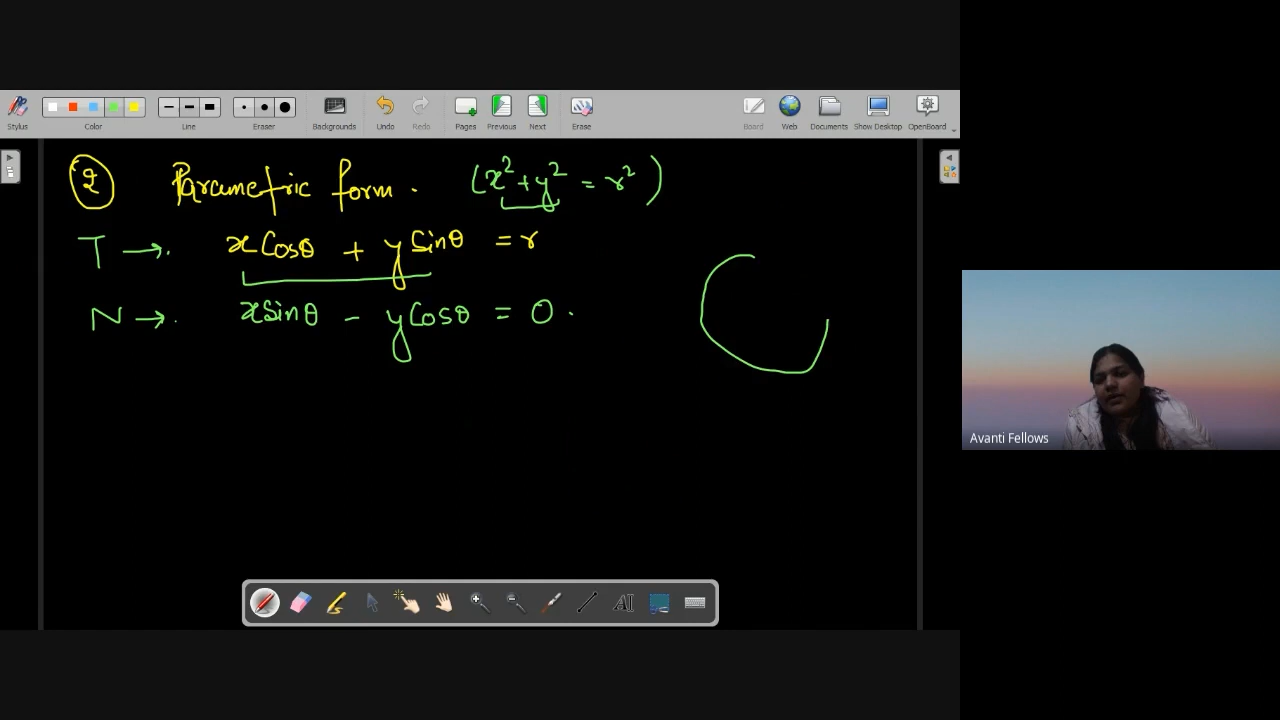 Stylus Color Line Eraser Backgrounds Undo Redo Pages Previous Next Erase Board Web Documents Show Desktop OpenBoard
② Parametric form. (x²+y² = r²)
T → . x Cosθ + y Sinθ = r
N → . x Sinθ – y Cosθ = 0 .
Avanti Fellows
AI